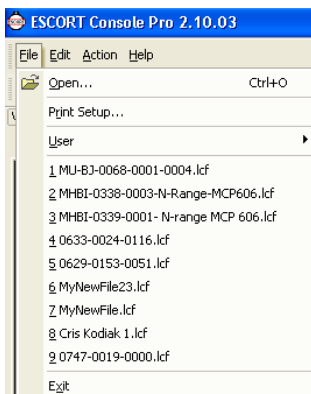 ESCORT Console Pro 2.10.03
File Edit Action Help
Open... Ctrl+O
Print Setup...
User
1 MU-BJ-0068-0001-0004.lcf
2 MHBI-0338-0003-N-Range-MCP606.lcf
3 MHBI-0339-0001- N-range MCP 606.lcf
4 0633-0024-0116.lcf
5 0629-0153-0051.lcf
6 MyNewFile23.lcf
7 MyNewFile.lcf
8 Cris Kodiak 1.lcf
9 0747-0019-0000.lcf
Exit